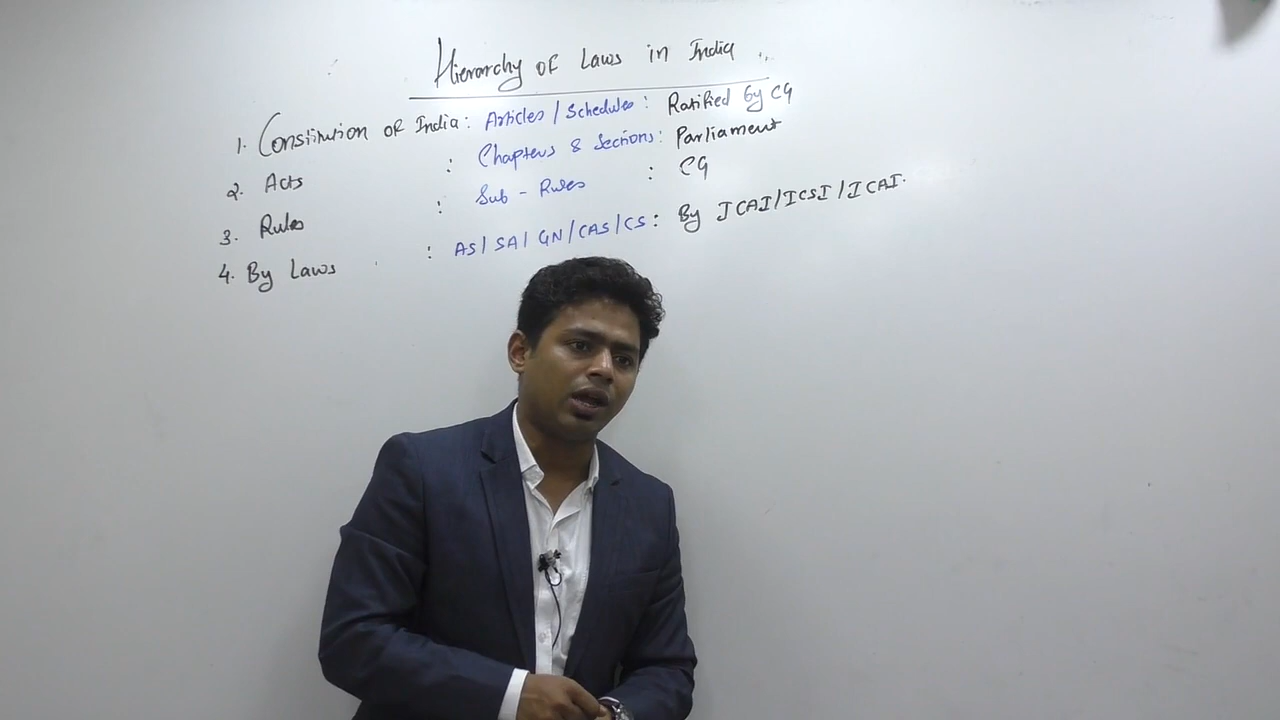 Hierarchy of Laws in India
1. Constitution of India: Articles / Schedules : Ratified by CG
2. Acts : Chapters & Sections: Parliament
3. Rules : Sub - Rules : CG
4. By Laws : AS / SA / GN / CAS / CS : By ICAI / ICSI / ICAI.